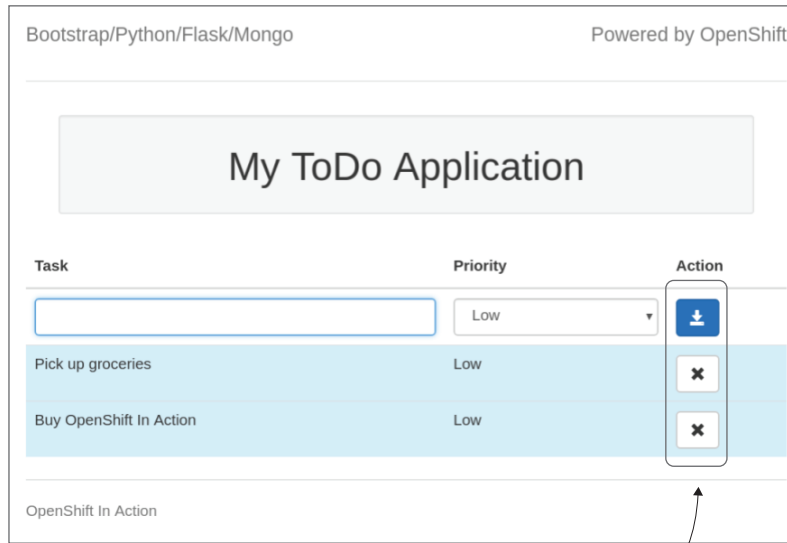 Bootstrap/Python/Flask/Mongo Powered by OpenShift
My ToDo Application
Task Priority Action
Low
Pick up groceries Low
Buy OpenShift In Action Low
OpenShift In Action